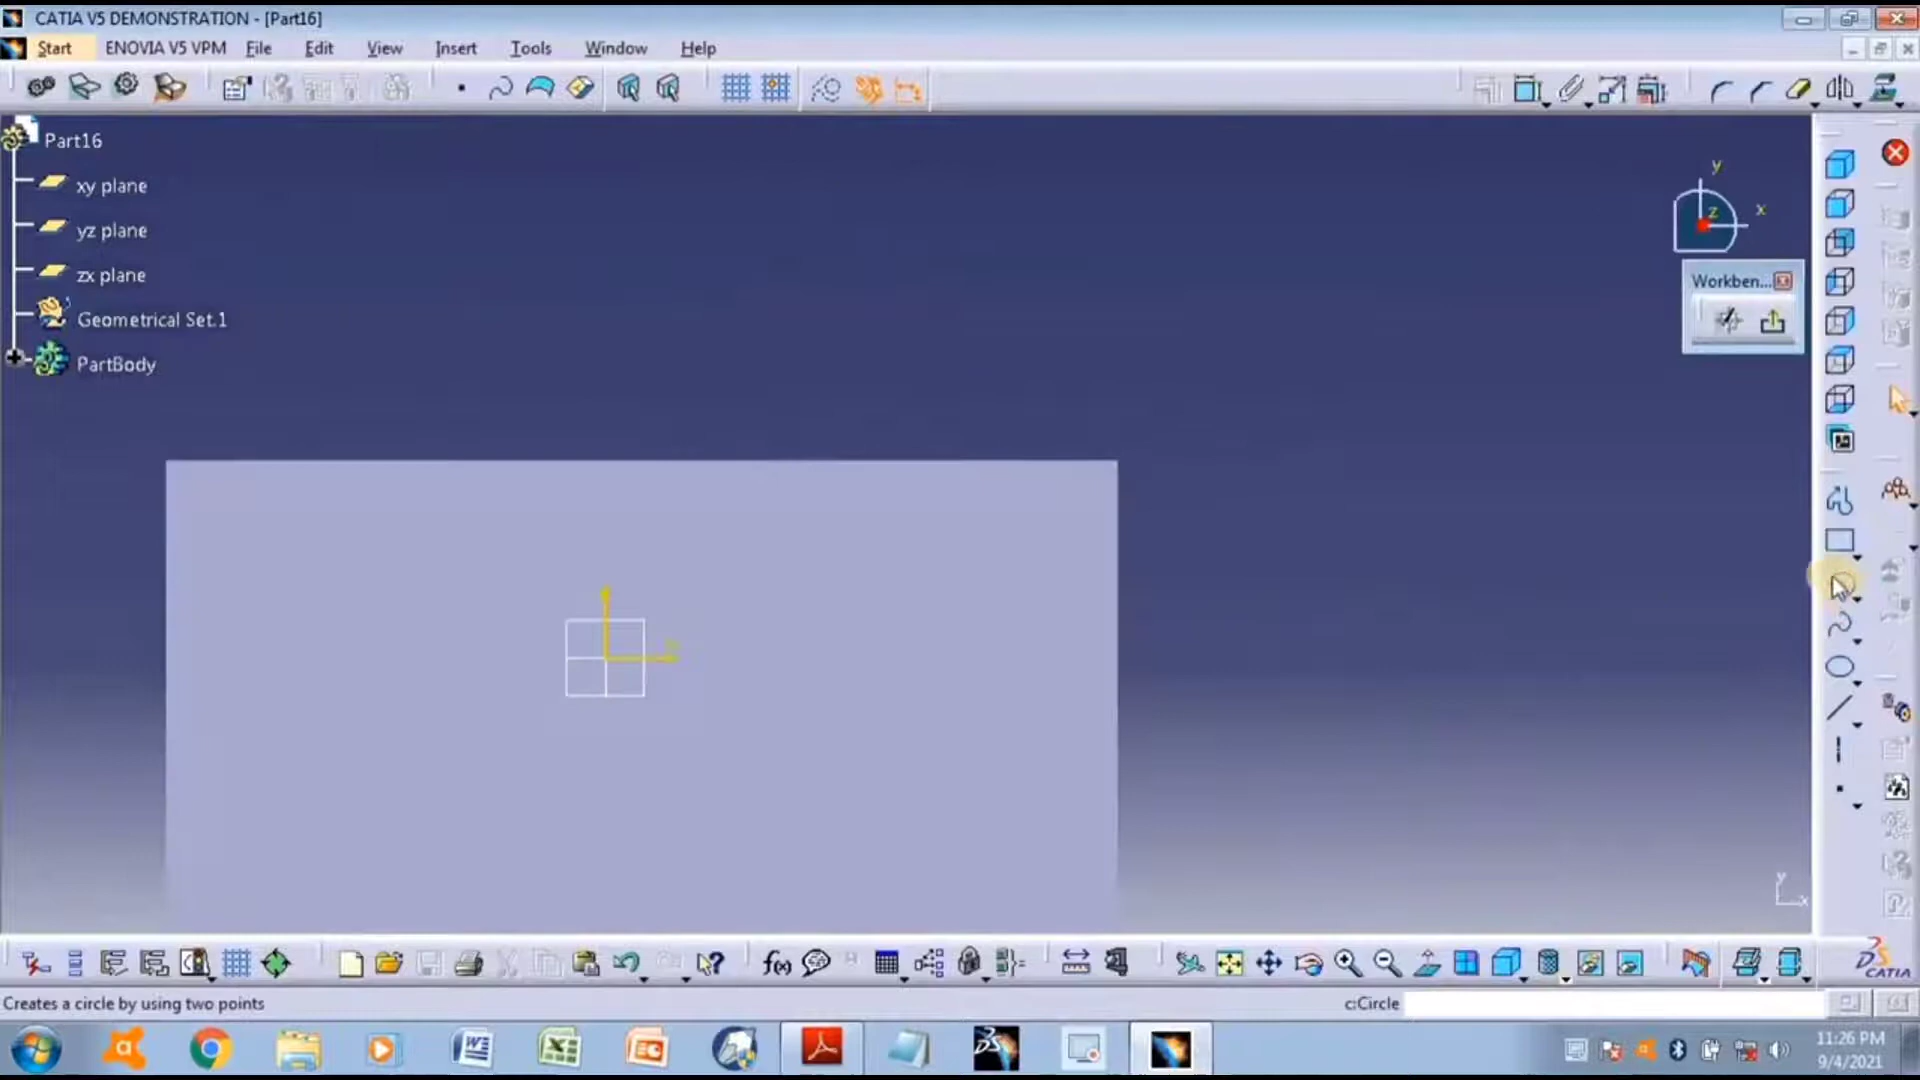 CATIA V5 DEMONSTRATION - [Part16]
Start ENOVIA V5 VPM File Edit View Insert Tools Window Help
Part16
xy plane
yz plane
zx plane
Geometrical Set.1
PartBody
y
x
z
Workben...
y
x
f(x)
CATIA
Creates a circle by using two points
c:Circle
11:26 PM
9/4/2021